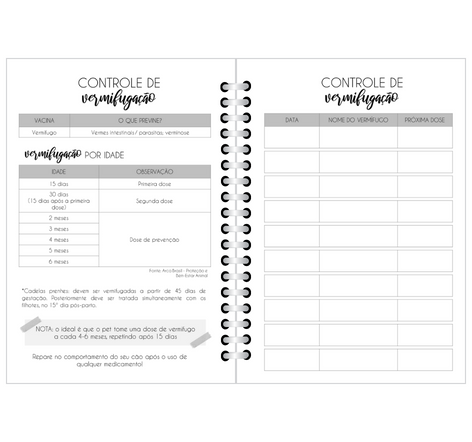 CONTROLE DE
vermifugação
VACINA O QUE PREVINE?
Vermífugo Vermes intestinais/ parasitas; verminose
vermifugação POR IDADE
IDADE OBSERVAÇÃO
15 dias Primeira dose
30 dias
(15 dias após a primeira
dose) Segunda dose
2 meses
3 meses
4 meses Dose de prevenção
5 meses
6 meses
Fonte: Arca Brasil - Proteção e
Bem Estar Animal
*Cadelas prenhes: devem ser vermifugadas a partir de 45 dias de
gestação. Posteriormente deve ser tratada simultaneamente com os
filhotes, no 15° dia pós-parto.
NOTA: o ideal é que o pet tome uma dose de vermífugo
a cada 4-6 meses, repetindo após 15 dias
Repare no comportamento do seu cão após o uso de
qualquer medicamento!
CONTROLE DE
vermifugação
DATA NOME DO VERMÍFUGO PRÓXIMA DOSE